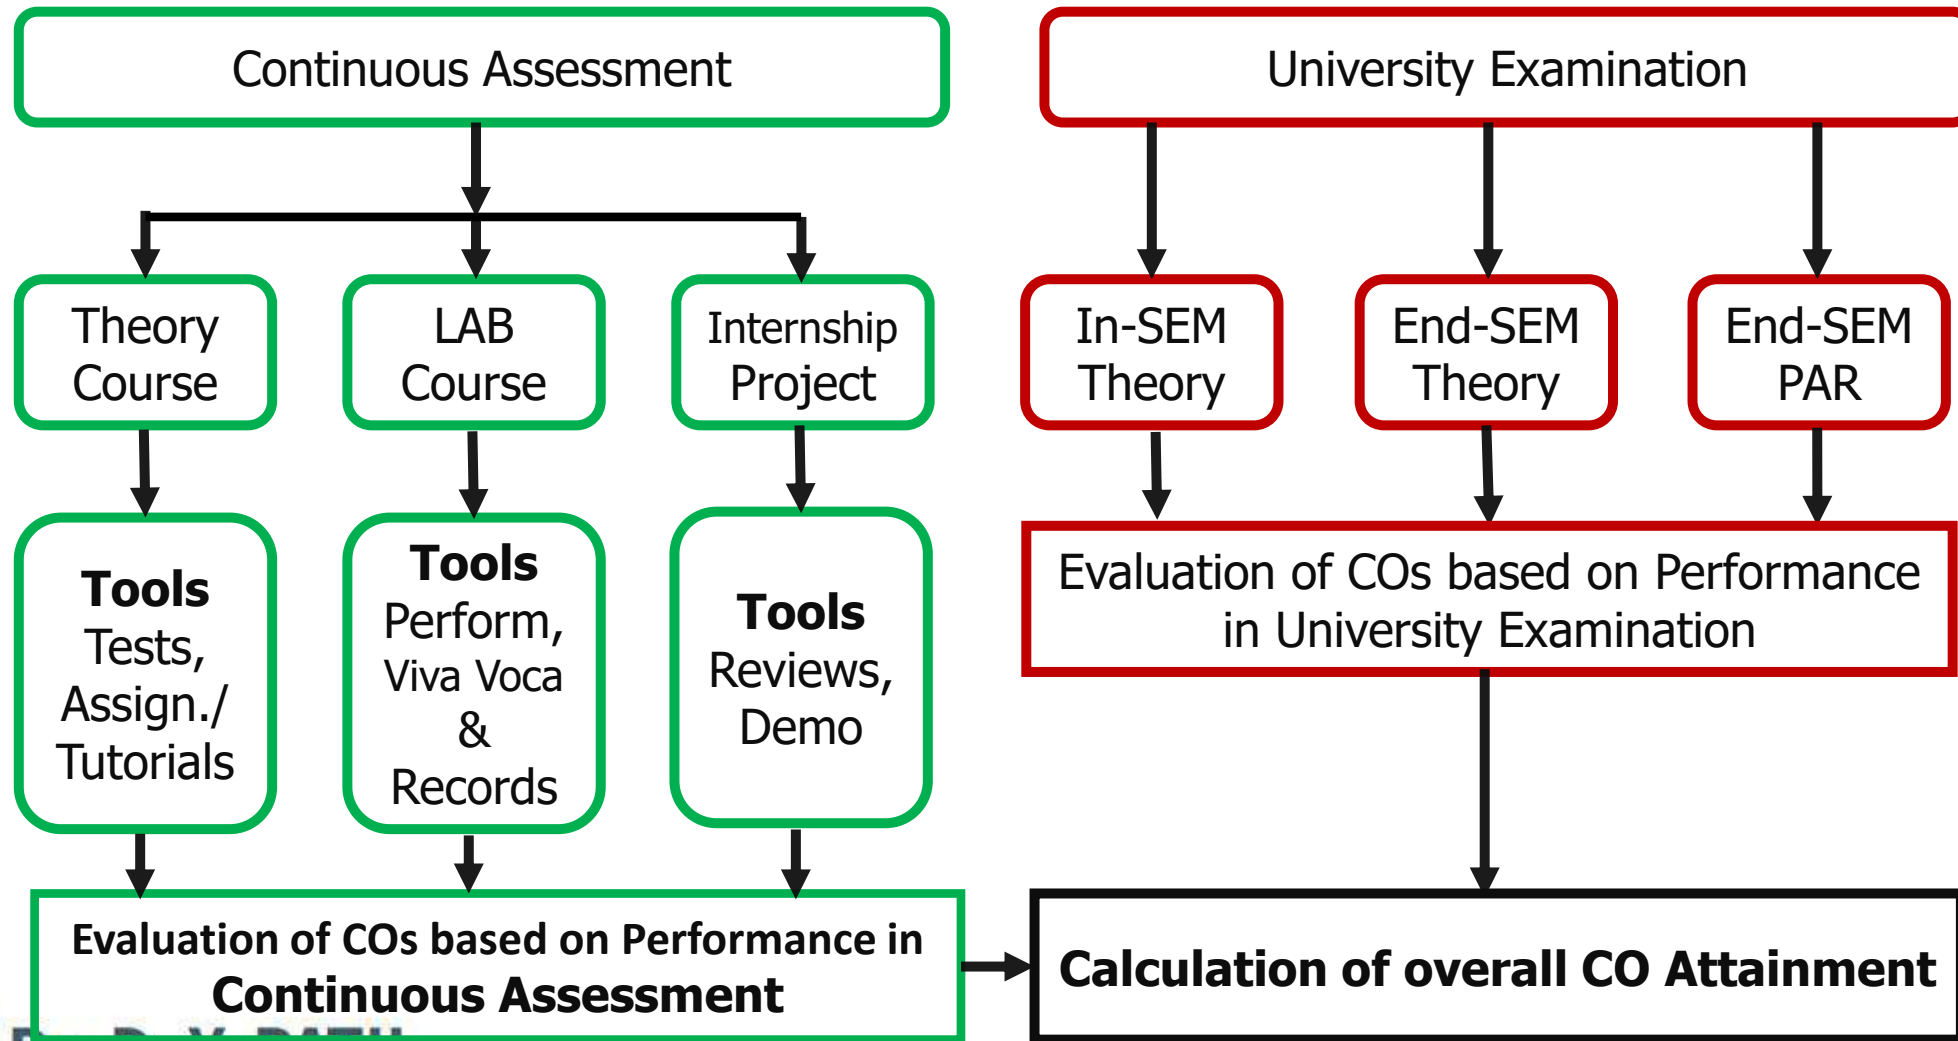 Continuous Assessment
University Examination
Theory
Course
LAB
Course
Internship
Project
In-SEM
Theory
End-SEM
Theory
End-SEM
PAR
Tools
Tests,
Assign./
Tutorials
Tools
Perform,
Viva Voca
&
Records
Tools
Reviews,
Demo
Evaluation of COs based on Performance
in University Examination
Evaluation of COs based on Performance in
Continuous Assessment
Calculation of overall CO Attainment